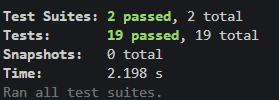 Test Suites: 2 passed, 2 total
Tests:       19 passed, 19 total
Snapshots:   0 total
Time:        2.198 s
Ran all test suites.